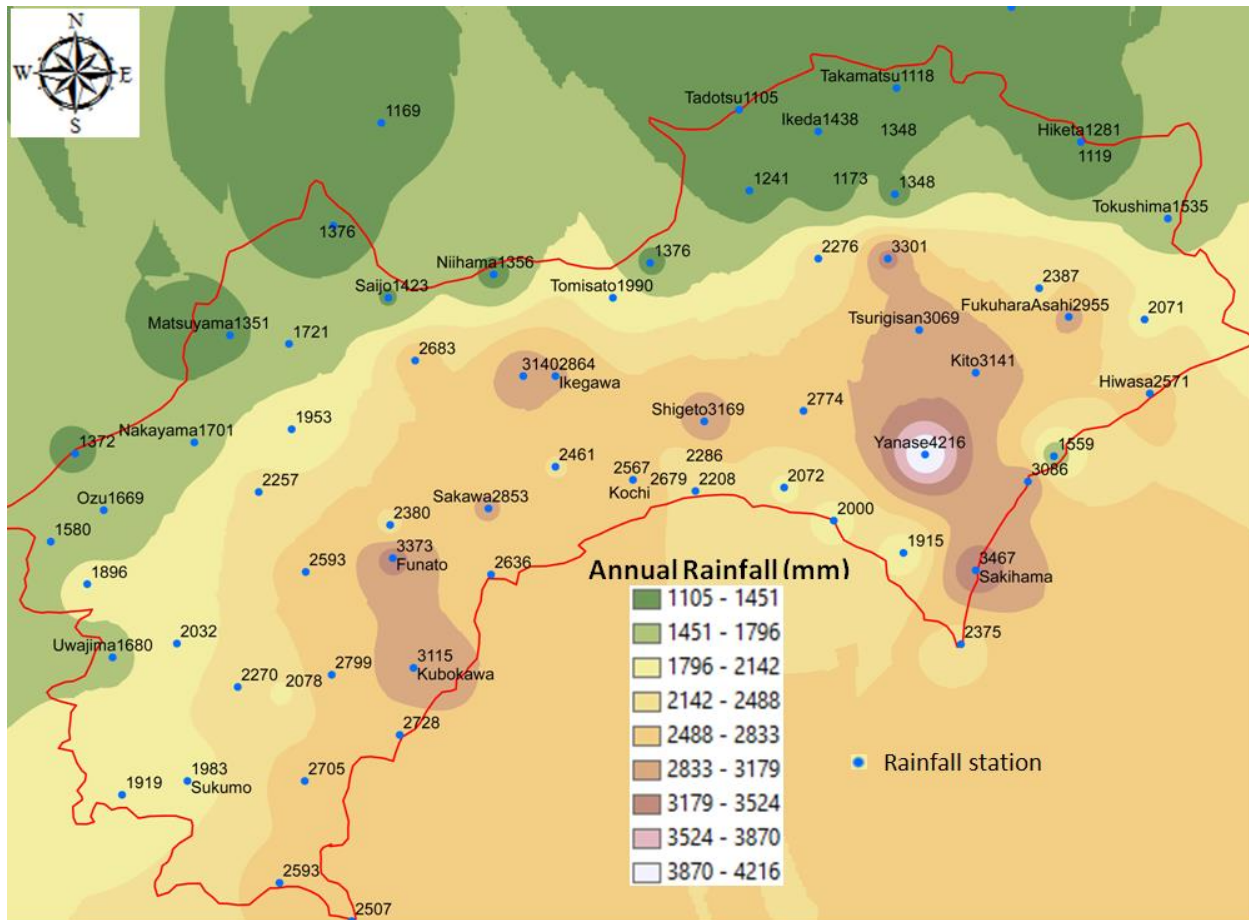 N
W
E
S
Takamatsu1118
Tadotsu1105
1169
Ikeda1438
1348
Hiketa1281
1119
1241
1173
1348
Tokushima1535
1376
1376
2276
3301
Niihama1356
2387
Saijo1423
Tomisato1990
FukuharaAsahi2955
2071
Matsuyama1351
1721
Tsurigisan3069
2683
31402864
Ikegawa
Kito3141
Hiwasa2571
Shigeto3169
2774
1953
Nakayama1701
1372
Yanase4216
1559
2461
2286
2567
2679
2208
Kochi
2072
3086
2257
Ozu1669
Sakawa2853
2380
2000
1580
3373
Funato
2636
1915
2593
3467
Sakihama
1896
Annual Rainfall (mm)
1105 - 1451
1451 - 1796
1796 - 2142
2142 - 2488
2488 - 2833
2833 - 3179
3179 - 3524
3524 - 3870
3870 - 4216
2032
2375
Uwajima1680
2799
3115
Kubokawa
2270
2078
2728
Rainfall station
1983
Sukumo
1919
2705
2593
2507